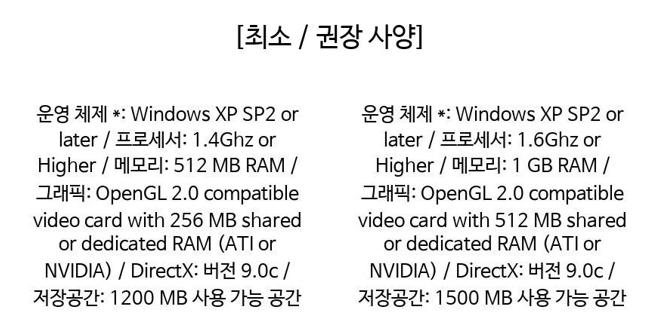 [최소 / 권장 사양]
운영 체제 *: Windows XP SP2 or
later / 프로세서: 1.4Ghz or
Higher / 메모리: 512 MB RAM /
그래픽: OpenGL 2.0 compatible
video card with 256 MB shared
or dedicated RAM (ATI or
NVIDIA) / DirectX: 버전 9.0c /
저장공간: 1200 MB 사용 가능 공간
운영 체제 *: Windows XP SP2 or
later / 프로세서: 1.6Ghz or
Higher / 메모리: 1 GB RAM /
그래픽: OpenGL 2.0 compatible
video card with 512 MB shared
or dedicated RAM (ATI or
NVIDIA) / DirectX: 버전 9.0c /
저장공간: 1500 MB 사용 가능 공간